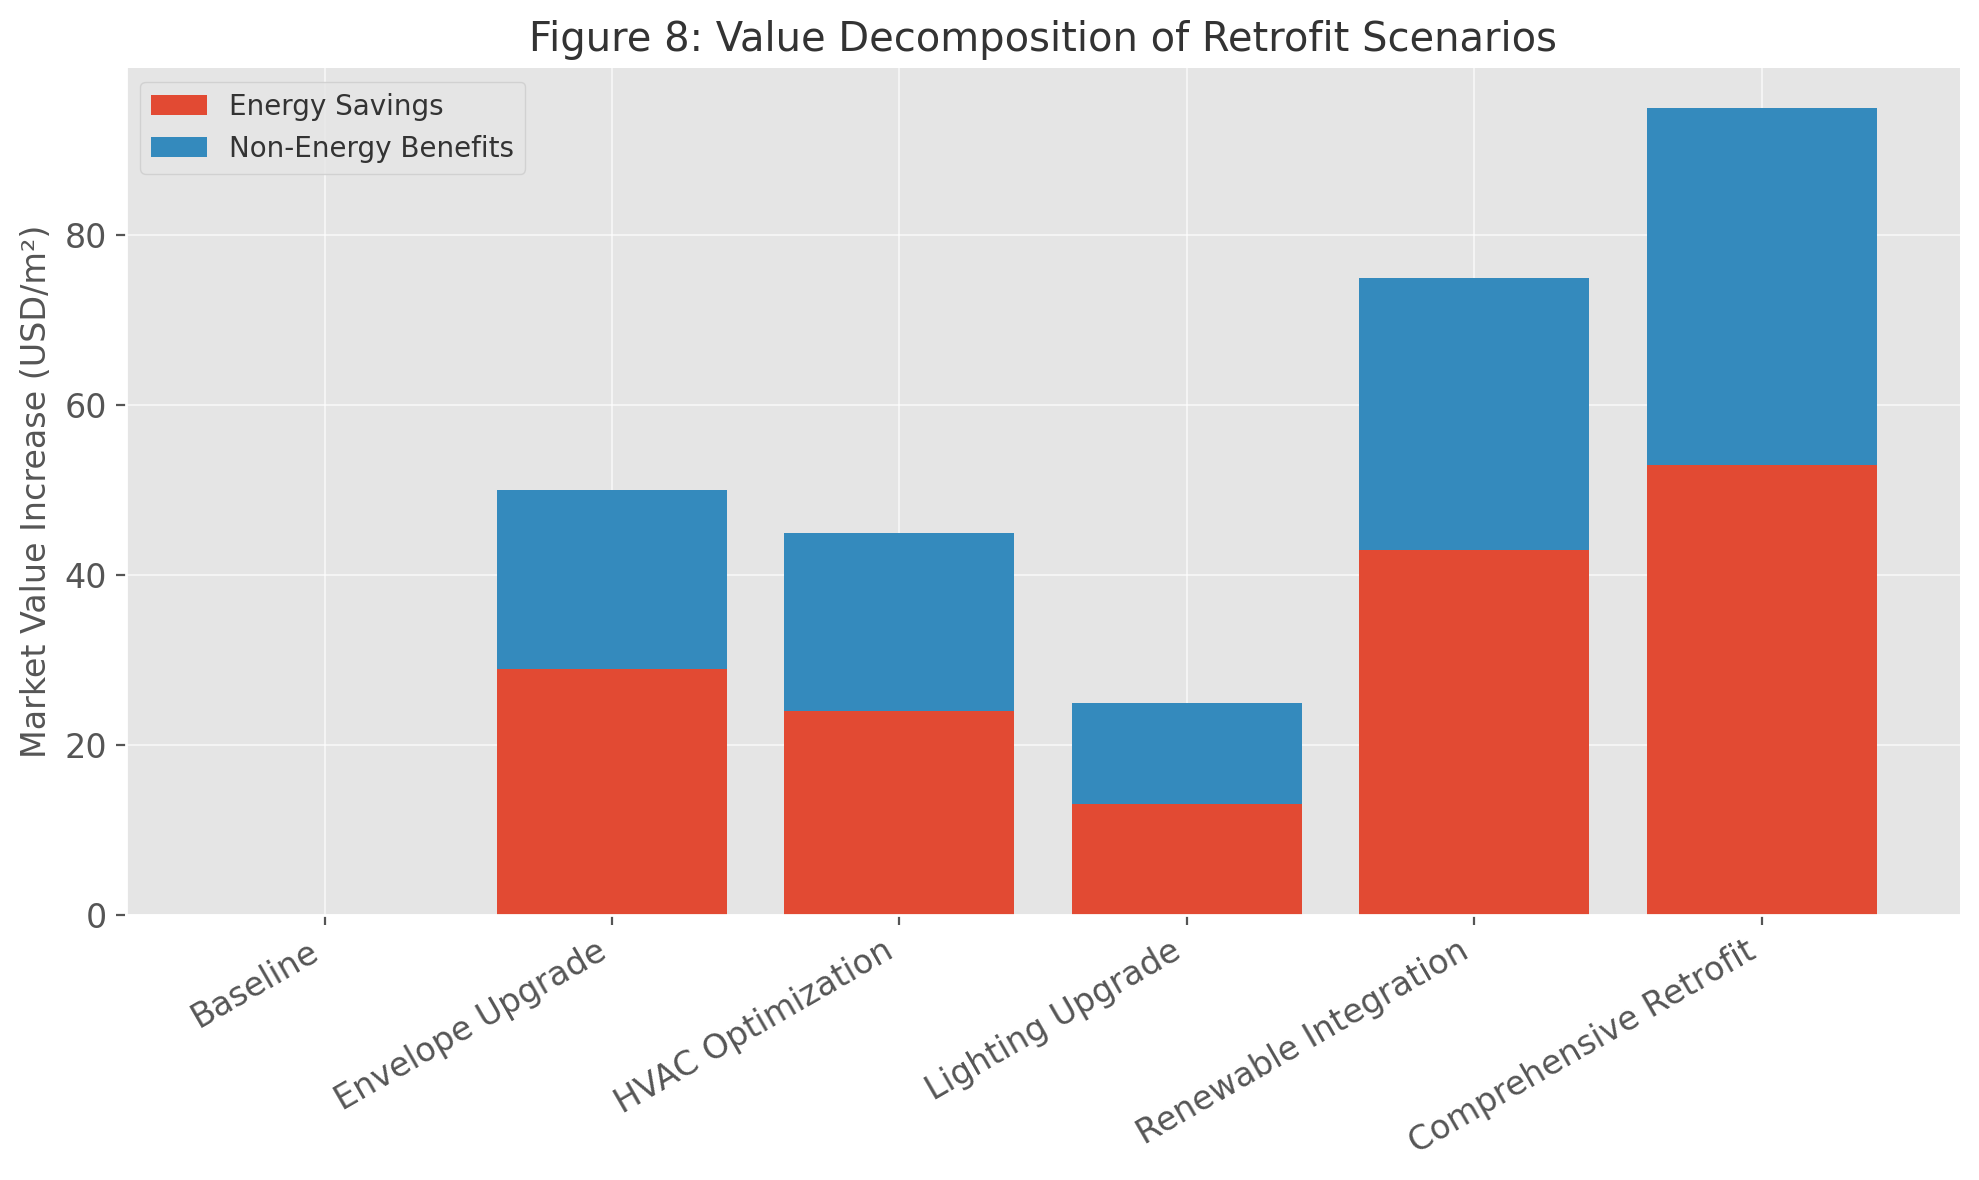 Figure 8: Value Decomposition of Retrofit Scenarios
Energy Savings
Non-Energy Benefits
Market Value Increase (USD/m²)
80
60
40
20
0
Baseline
Envelope Upgrade
HVAC Optimization
Lighting Upgrade
Renewable Integration
Comprehensive Retrofit